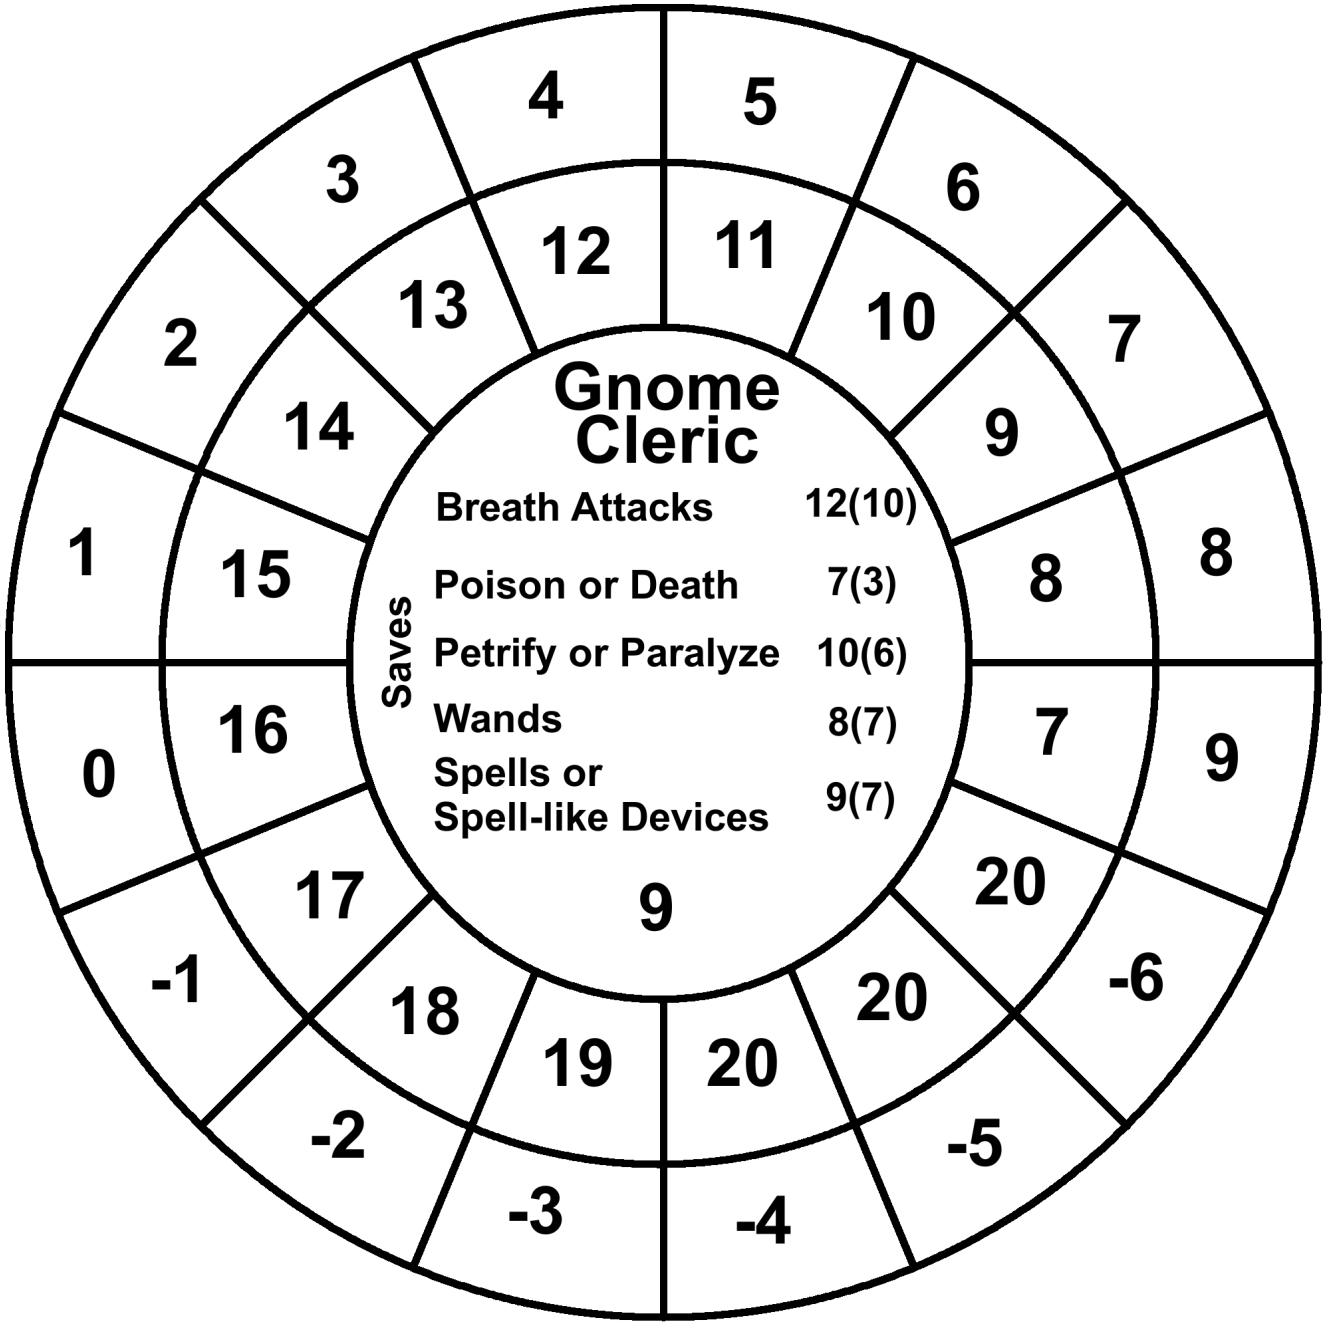 4 5
3 6
12 11
2 13 10 7
14 9
Gnome
Cleric
Breath Attacks 12(10)
1 15 8 8
Poison or Death 7(3)
Saves
Petrify or Paralyze 10(6)
Wands 8(7)
0 16 7 9
Spells or
Spell-like Devices 9(7)
17 20
9
-1 18 20 -6
19 20
-2 -5
-3 -4